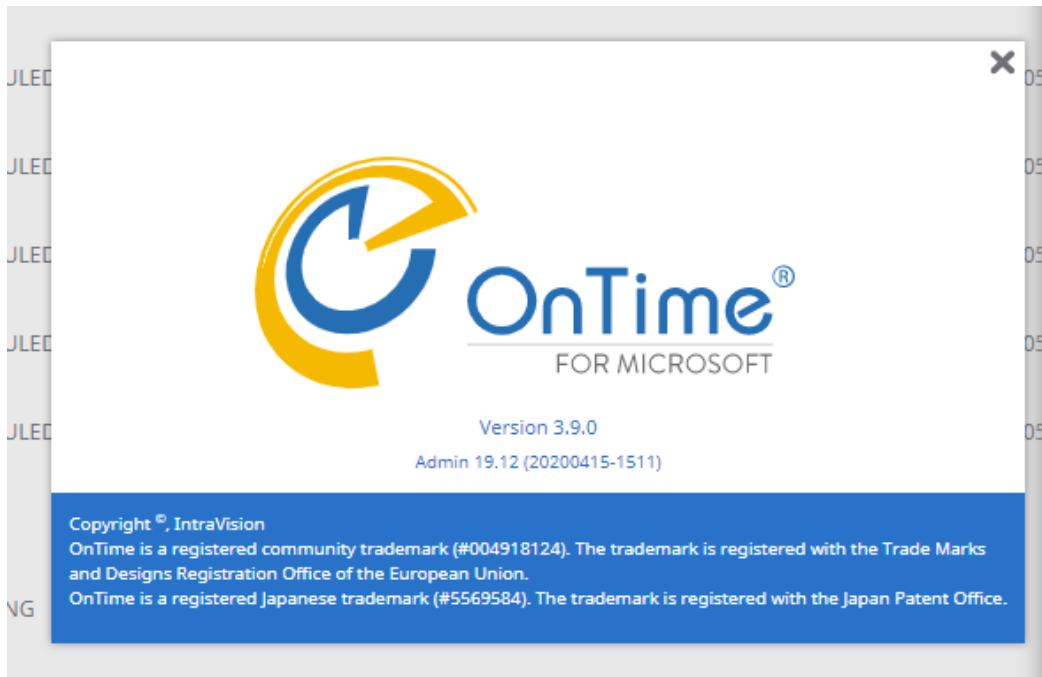 OnTime®
FOR MICROSOFT
Version 3.9.0
Admin 19.12 (20200415-1511)
Copyright ©, IntraVision
OnTime is a registered community trademark (#004918124). The trademark is registered with the Trade Marks
and Designs Registration Office of the European Union.
OnTime is a registered Japanese trademark (#5569584). The trademark is registered with the Japan Patent Office.